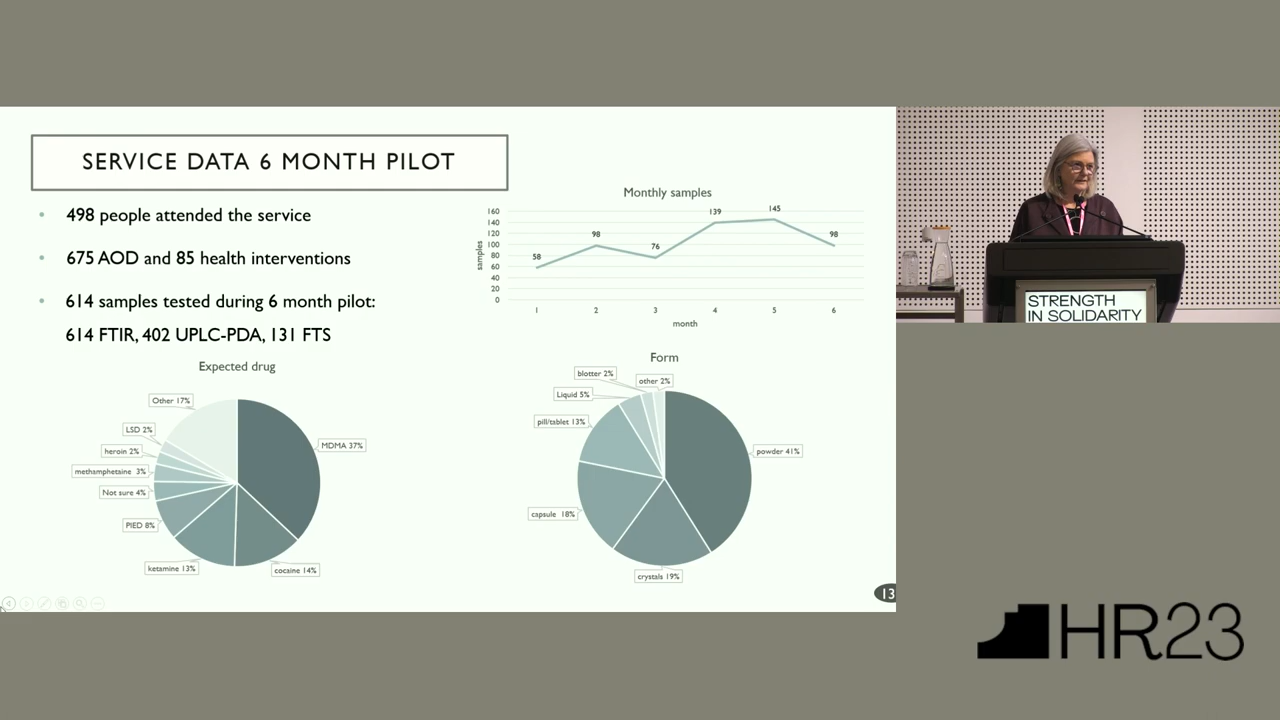 SERVICE DATA 6 MONTH PILOT
498 people attended the service
675 AOD and 85 health interventions
614 samples tested during 6 month pilot:
614 FTIR, 402 UPLC-PDA, 131 FTS
Monthly samples
samples
160
140
120
100
80
60
40
20
0
58
98
76
139
145
98
1
2
3
4
5
6
month
Expected drug
Other 17%
LSD 2%
heroin 2%
methamphetaine 3%
Not sure 4%
PIED 8%
ketamine 13%
cocaine 14%
MDMA 37%
Form
blotter 2%
other 2%
Liquid 5%
pill/tablet 13%
capsule 18%
crystals 19%
powder 41%
13
STRENGTH
IN SOLIDARITY
HR23